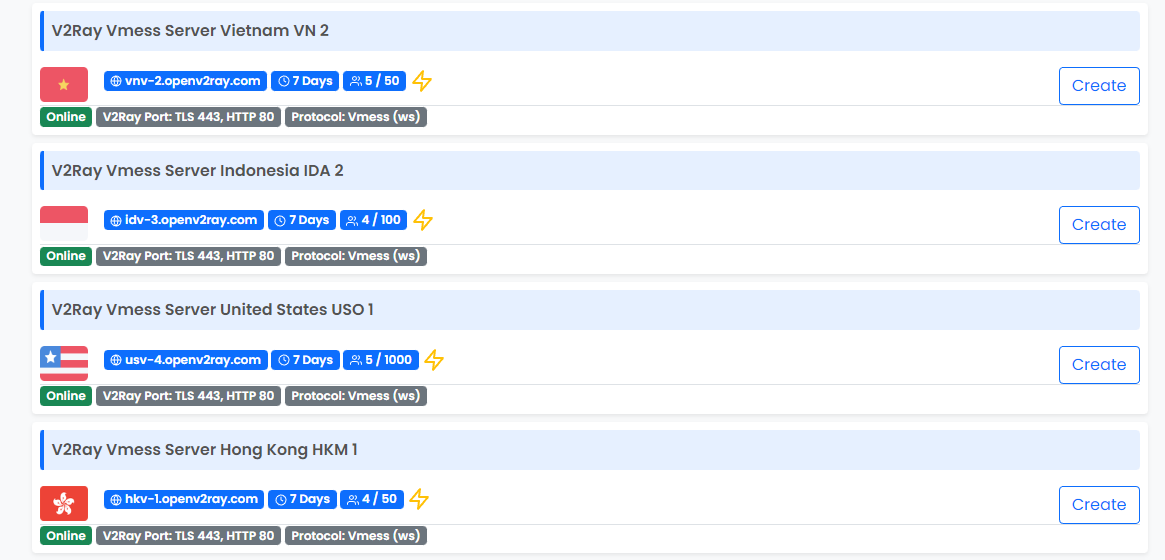 V2Ray Vmess Server Vietnam VN 2
vnv-2.openv2ray.com 7 Days 5 / 50
Create
Online V2Ray Port: TLS 443, HTTP 80 Protocol: Vmess (ws)
V2Ray Vmess Server Indonesia IDA 2
idv-3.openv2ray.com 7 Days 4 / 100
Create
Online V2Ray Port: TLS 443, HTTP 80 Protocol: Vmess (ws)
V2Ray Vmess Server United States USO 1
usv-4.openv2ray.com 7 Days 5 / 1000
Create
Online V2Ray Port: TLS 443, HTTP 80 Protocol: Vmess (ws)
V2Ray Vmess Server Hong Kong HKM 1
hkv-1.openv2ray.com 7 Days 4 / 50
Create
Online V2Ray Port: TLS 443, HTTP 80 Protocol: Vmess (ws)